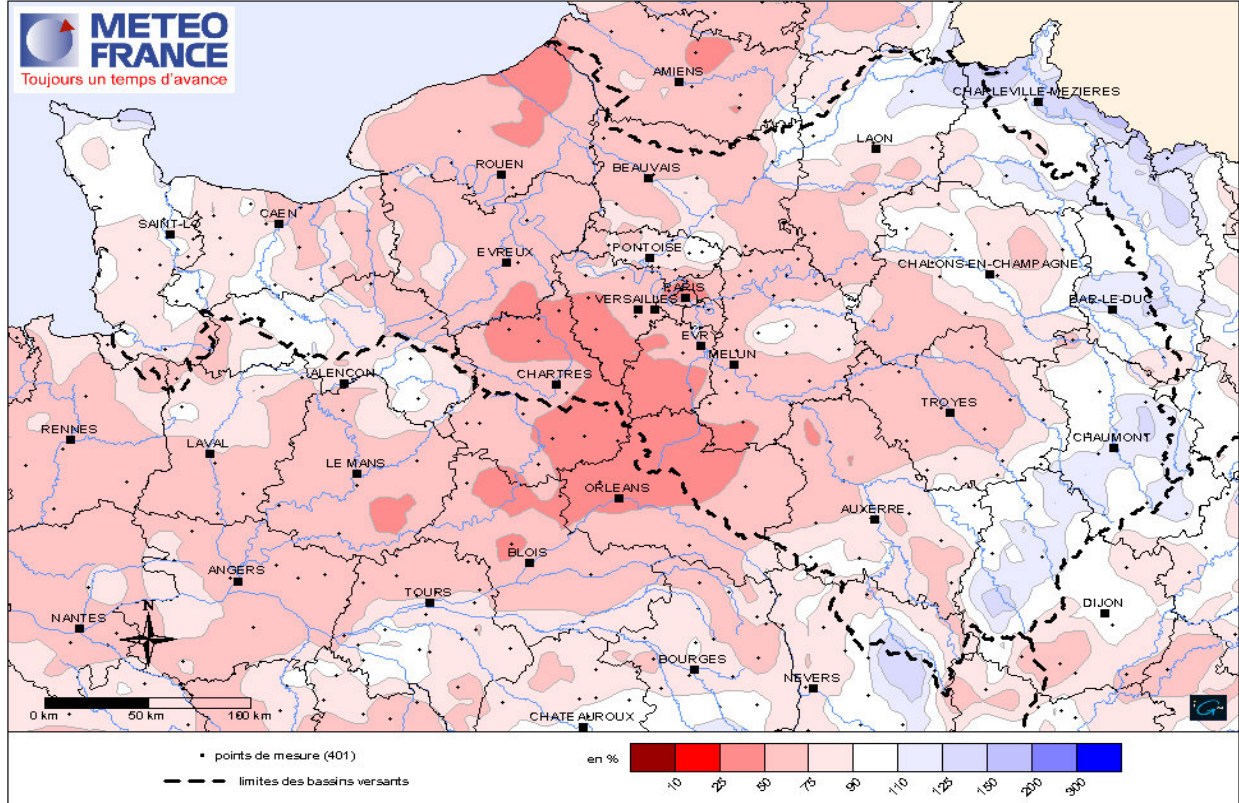 METEO
FRANCE
Toujours un temps d'avance
AMIENS
CHARLEVILLE-MEZIERES
LAON
ROUEN
BEAUVAIS
SAINT-LO
CAEN
EVREUX
PONTOISE
CHALONS-EN-CHAMPAGNE
PARIS
VERSAILLES
BAR-LE-DUC
EVRY
MELUN
ALENCON
CHARTRES
TROYES
RENNES
LAVAL
CHAUMONT
LE MANS
ORLEANS
AUXERRE
BLOIS
ANGERS
TOURS
DIJON
NANTES
N
BOURGES
NEVERS
0 km 50 km 100 km
CHATEAUROUX
points de mesure (401)
limites des bassins versants
en %
10 25 50 75 90 110 125 150 200 300